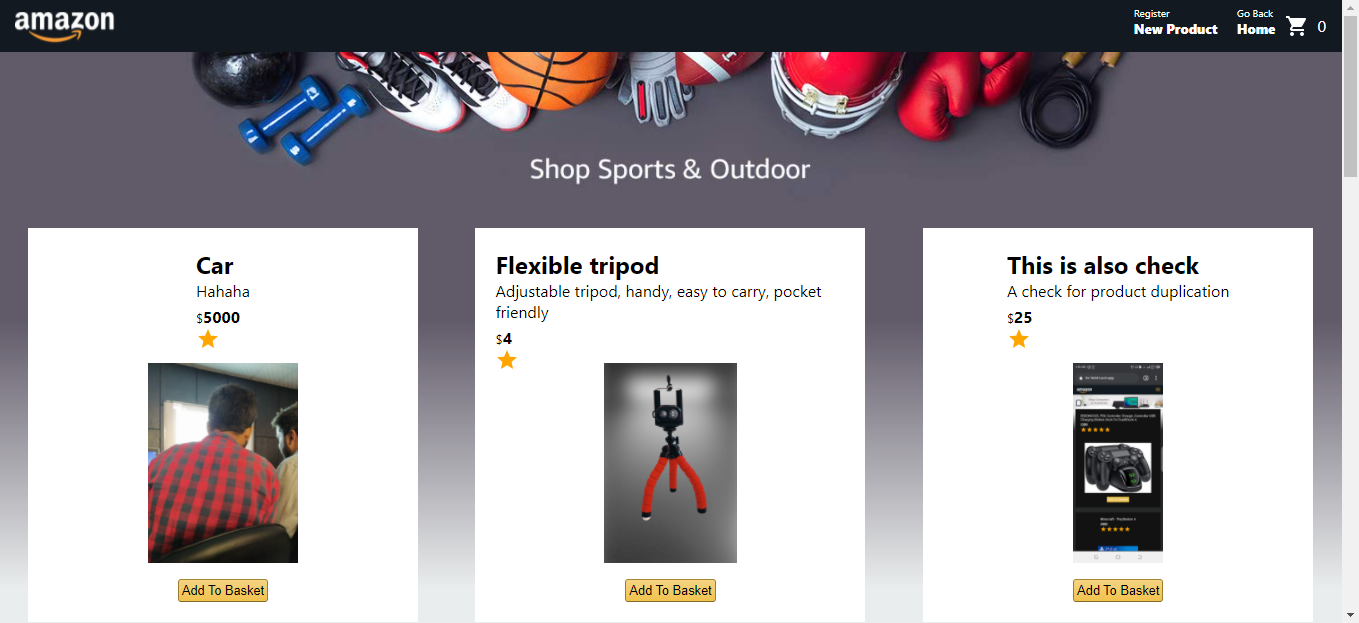 amazon
Register
New Product
Go Back
Home
0
Shop Sports & Outdoor
Car
Hahaha
$5000
Flexible tripod
Adjustable tripod, handy, easy to carry, pocket
friendly
$4
This is also check
A check for product duplication
$25
Add To Basket
Add To Basket
Add To Basket